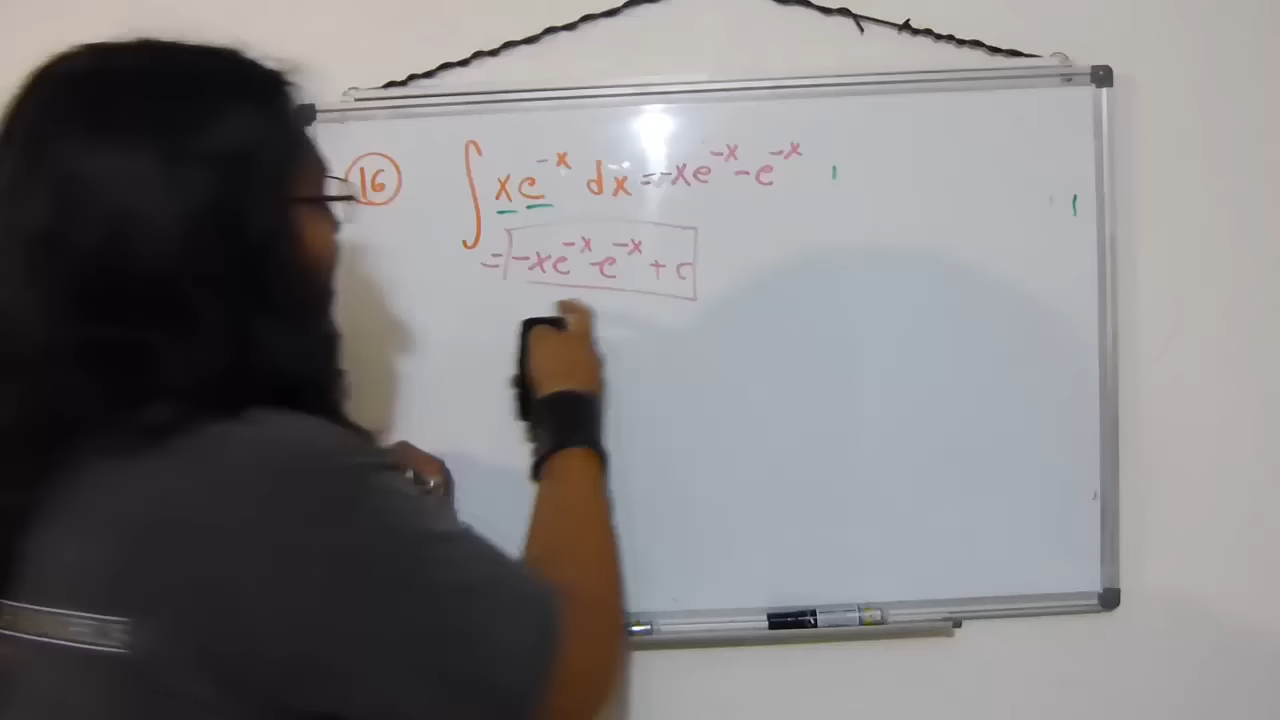 16 ∫ xe^{-x} dx = -xe^{-x} - e^{-x}
= -xe^{-x} - e^{-x} + c